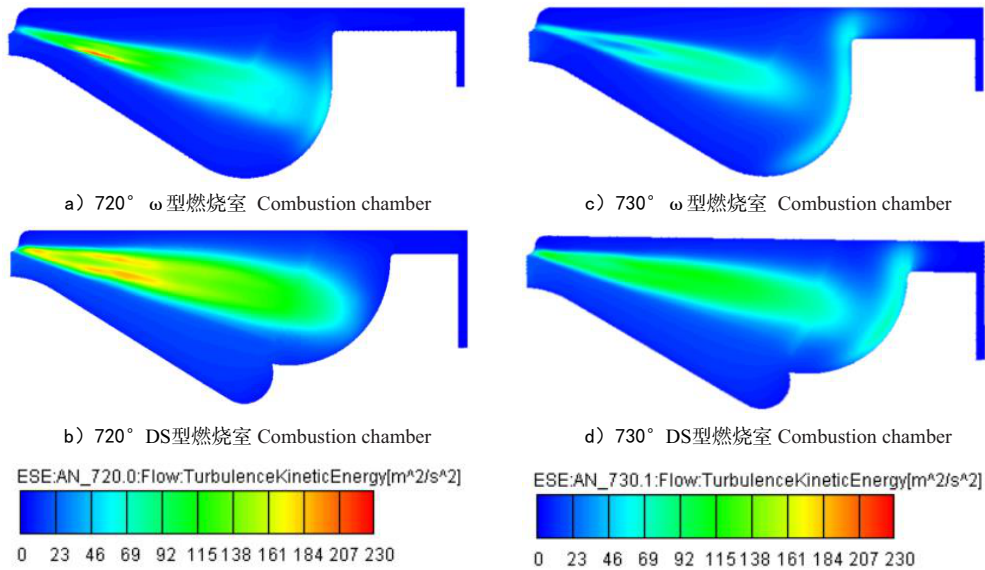 a）720° ω型燃烧室 Combustion chamber
c）730° ω型燃烧室 Combustion chamber
b）720° DS型燃烧室 Combustion chamber
d）730° DS型燃烧室 Combustion chamber
ESE:AN_720.0:Flow:TurbulenceKineticEnergy[m^2/s^2]
0 23 46 69 92 115 138 161 184 207 230
ESE:AN_730.1:Flow:TurbulenceKineticEnergy[m^2/s^2]
0 23 46 69 92 115 138 161 184 207 230